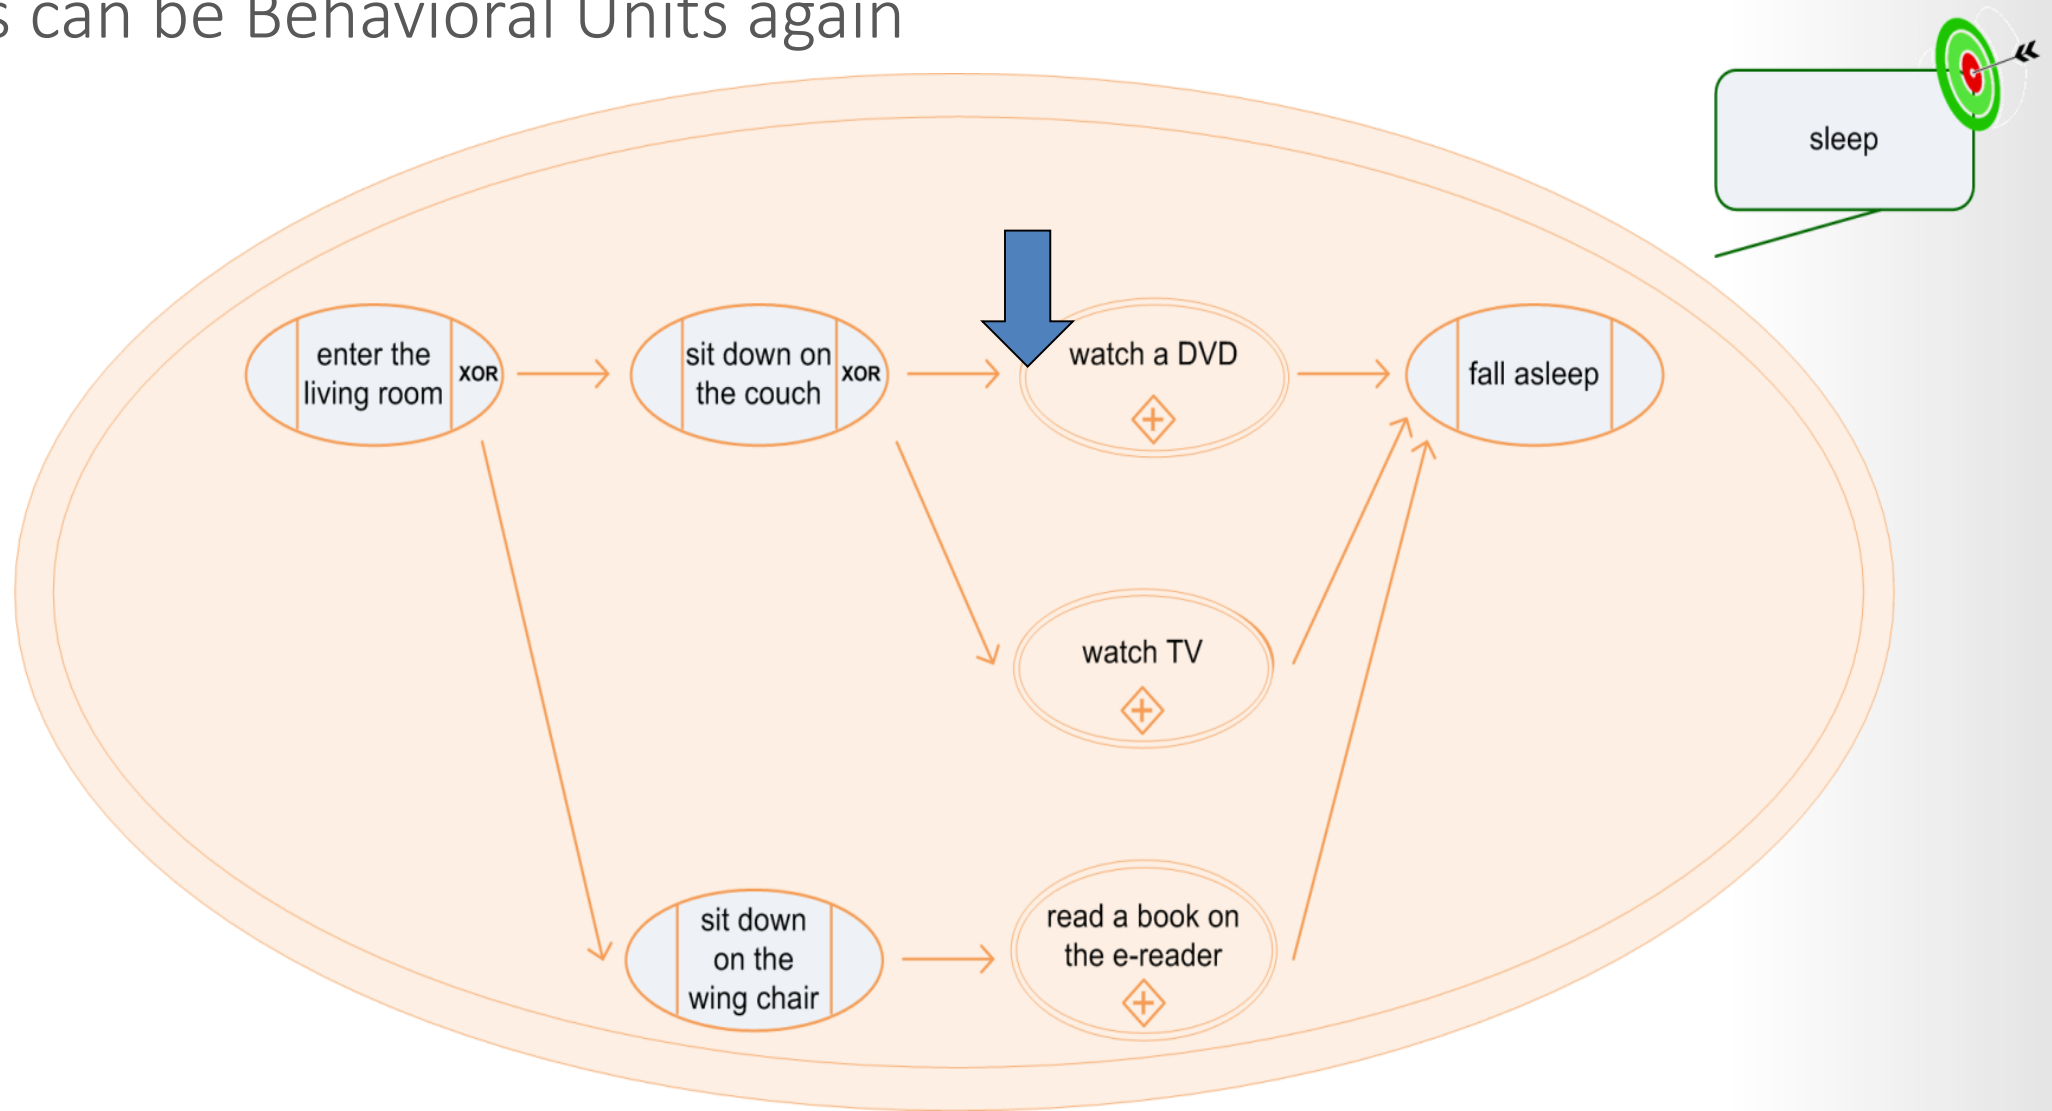 can be Behavioral Units again
sleep
enter the
living room
XOR
sit down on
the couch
XOR
watch a DVD
fall asleep
watch TV
sit down
on the
wing chair
read a book on
the e-reader